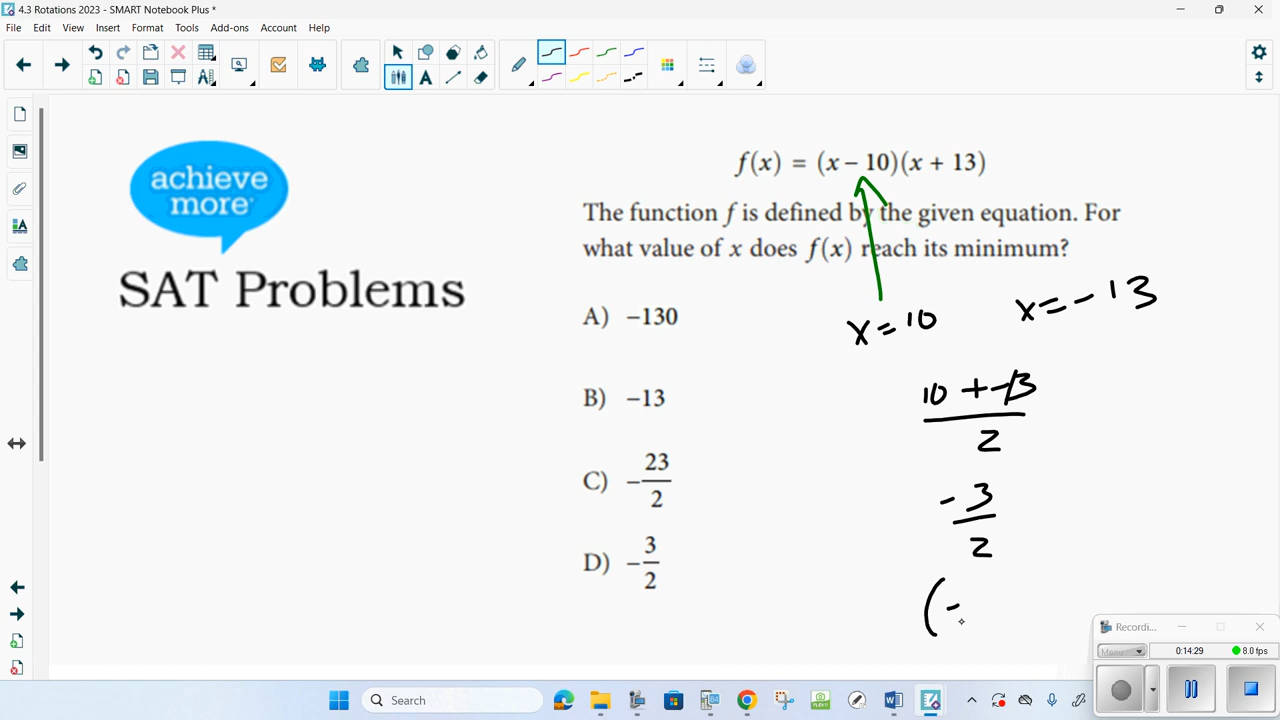 4.3 Rotations 2023 - SMART Notebook Plus *
File Edit View Insert Format Tools Add-ons Account Help
achieve
more
SAT Problems
f(x) = (x − 10)(x + 13)
The function f is defined by the given equation. For
what value of x does f(x) reach its minimum?
A) −130
B) −13
C) −23/2
D) −3/2
x = 10
x = −13
10 + −13
2
−3
2
(−
Recordi...
Menu
0:14:29
8.0 fps
Search